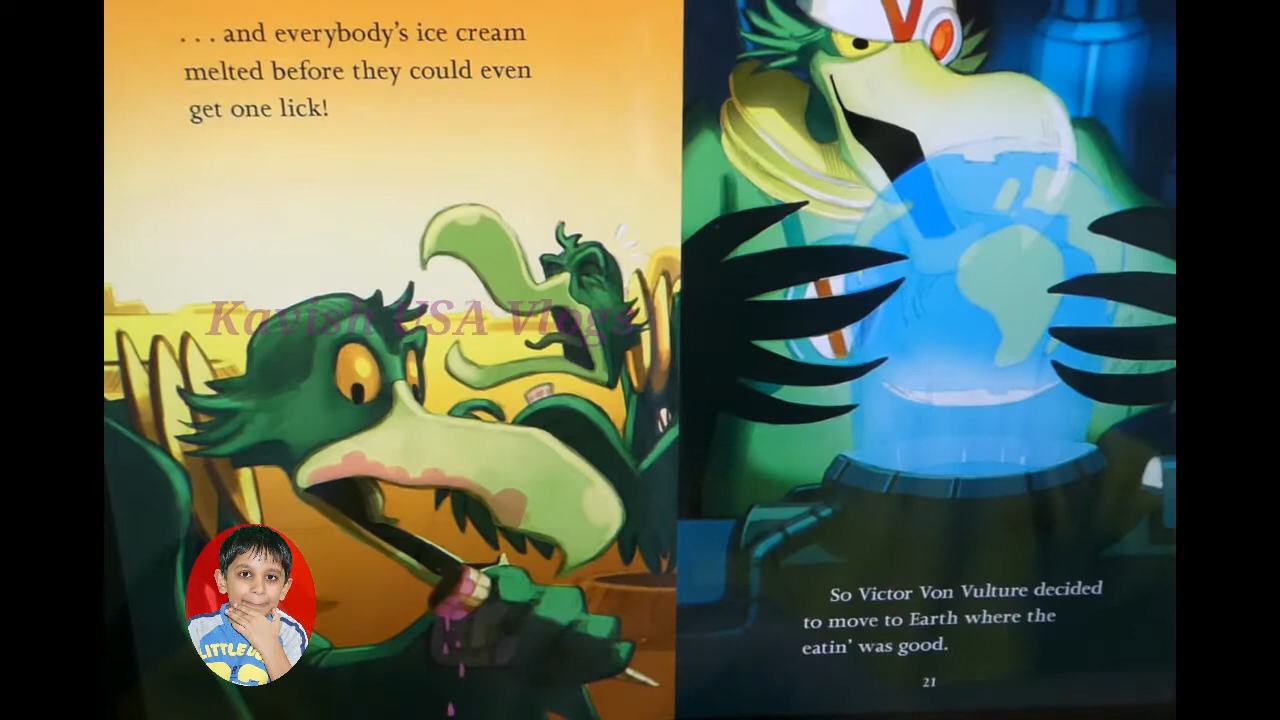 . . . and everybody's ice cream
melted before they could even
get one lick!
Kavish USA Vlogs
V
LITTLE
So Victor Von Vulture decided
to move to Earth where the
eatin' was good.
21